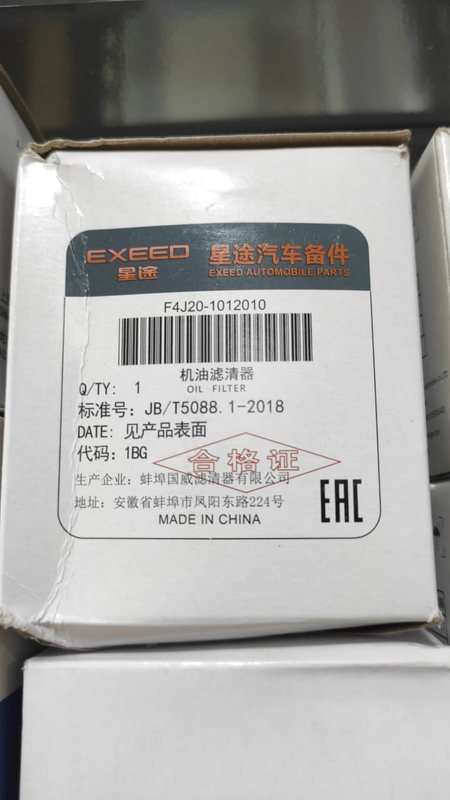 EXEED
星途
星途汽车备件
EXEED AUTOMOBILE PARTS
F4J20-1012010
机油滤清器
OIL FILTER
Q/TY: 1
标准号: JB/T5088.1-2018
DATE: 见产品表面
代码: 1BG
合格证
生产企业: 蚌埠国威滤清器有限公司
地址: 安徽省蚌埠市凤阳东路224号
MADE IN CHINA
EAC